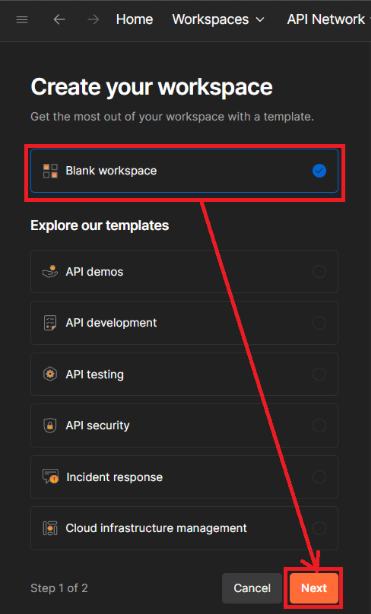 Home Workspaces API Network
Create your workspace
Get the most out of your workspace with a template.
Blank workspace
Explore our templates
API demos
API development
API testing
API security
Incident response
Cloud infrastructure management
Step 1 of 2 Cancel Next